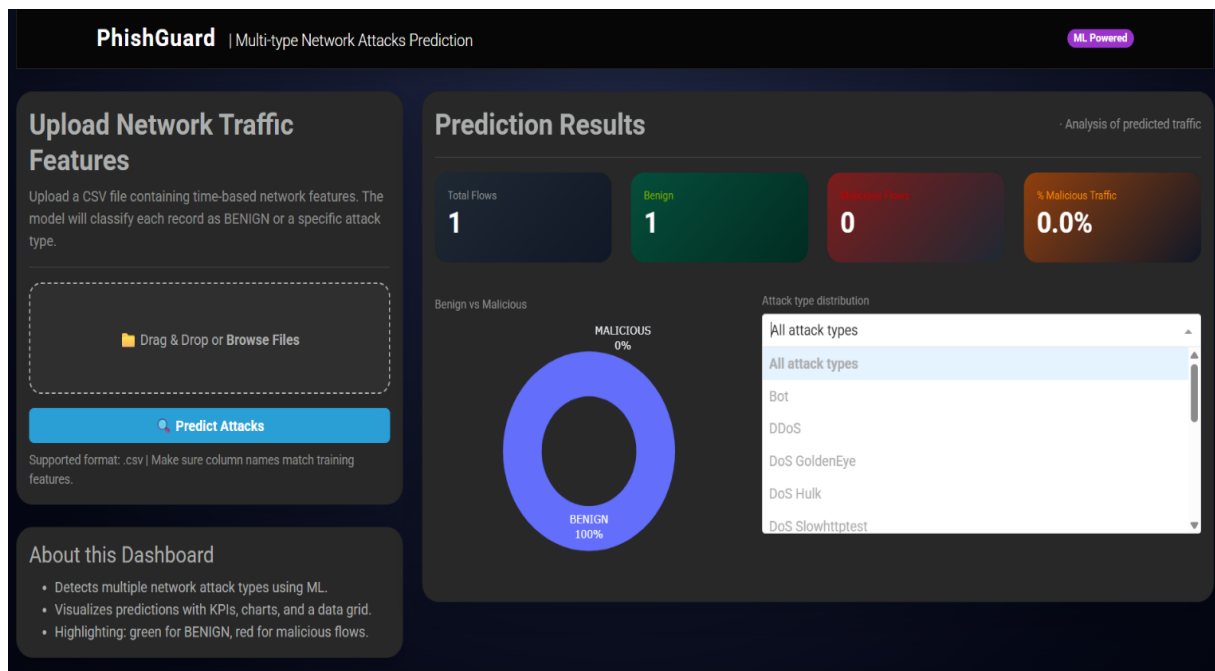 PhishGuard | Multi-type Network Attacks Prediction
ML Powered
Upload Network Traffic
Features
Upload a CSV file containing time-based network features. The
model will classify each record as BENIGN or a specific attack
type.
📁 Drag & Drop or Browse Files
🔍 Predict Attacks
Supported format: .csv | Make sure column names match training
features.
About this Dashboard
• Detects multiple network attack types using ML.
• Visualizes predictions with KPIs, charts, and a data grid.
• Highlighting: green for BENIGN, red for malicious flows.
Prediction Results
· Analysis of predicted traffic
Total Flows
1
Benign
1
0
% Malicious Traffic
0.0%
Benign vs Malicious
MALICIOUS
0%
BENIGN
100%
Attack type distribution
All attack types
All attack types
Bot
DDoS
DoS GoldenEye
DoS Hulk
DoS Slowhttptest